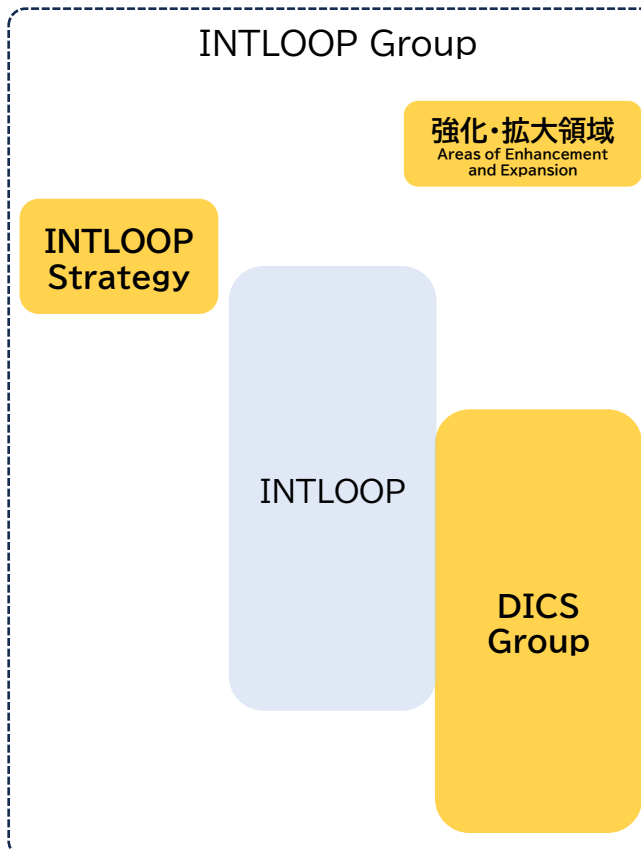 INTLOOP Group
強化・拡大領域
Areas of Enhancement
and Expansion
INTLOOP
Strategy
INTLOOP
DICS
Group